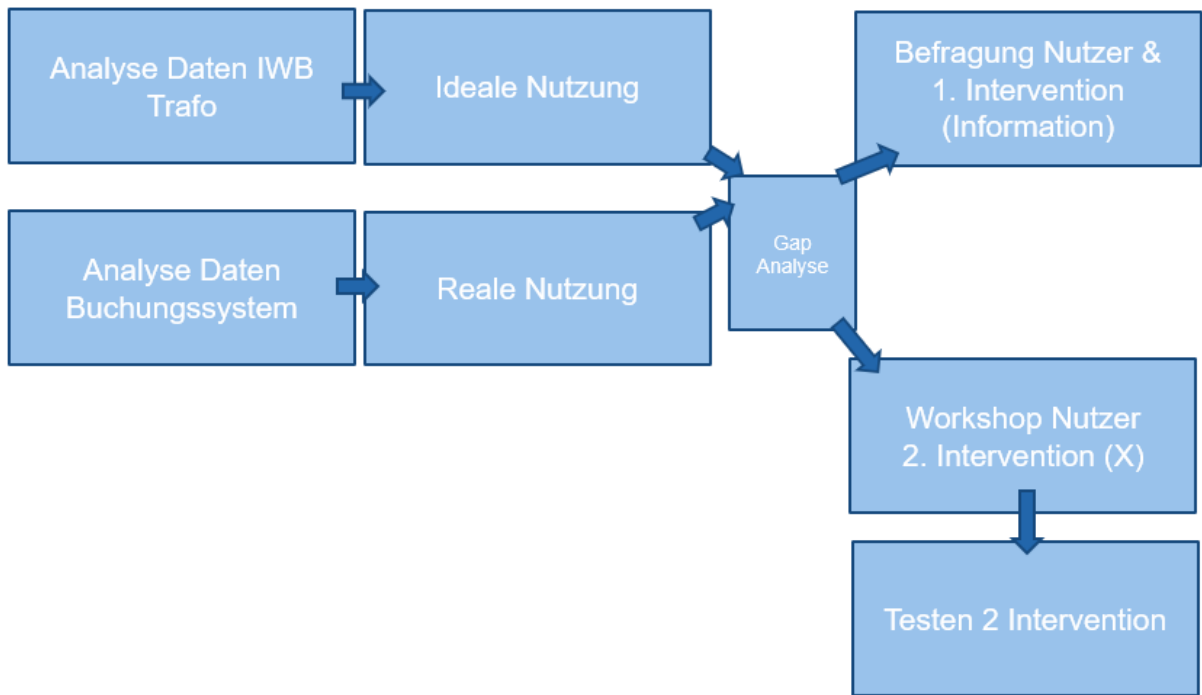 Analyse Daten IWB
Trafo
Ideale Nutzung
Befragung Nutzer &
1. Intervention
(Information)
Analyse Daten
Buchungssystem
Reale Nutzung
Gap
Analyse
Workshop Nutzer
2. Intervention (X)
Testen 2 Intervention